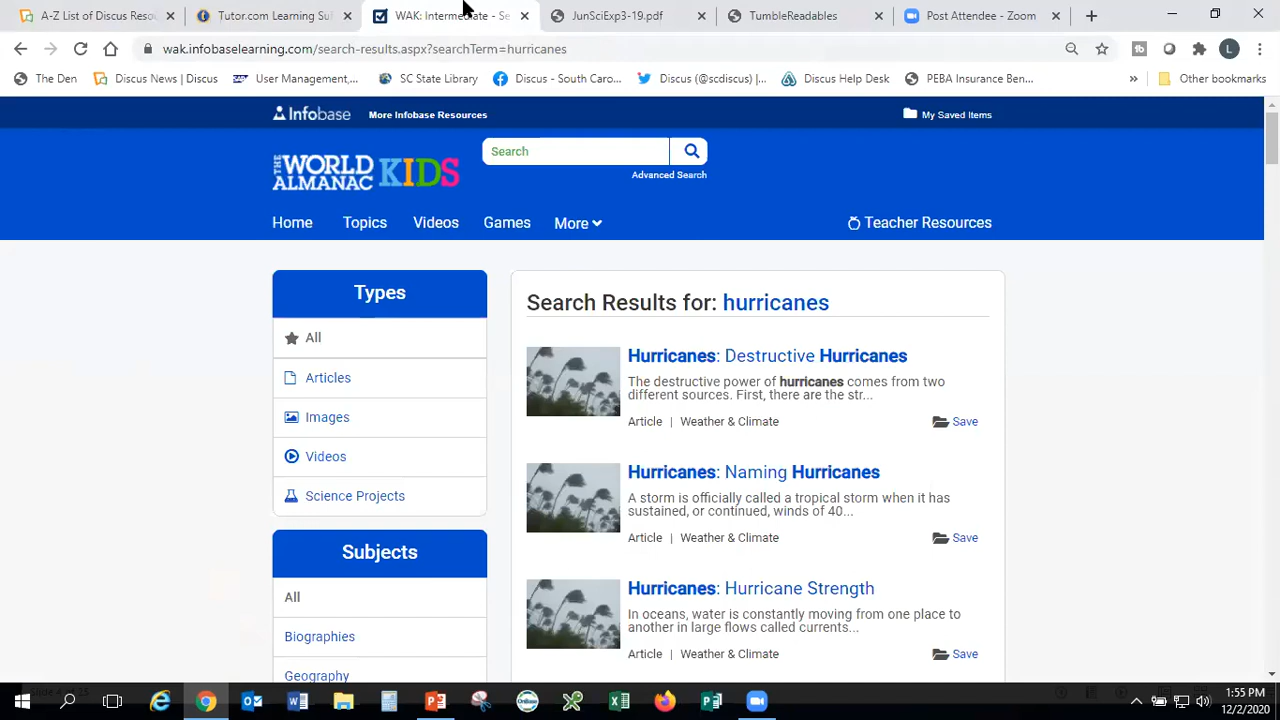 A-Z List of Discus Reso
Tutor.com Learning Sui
WAK: Intermediate - Se
JunSciExp3-19.pdf
TumbleReadables
Post Attendee - Zoom
wak.infobaselearning.com/search-results.aspx?searchTerm=hurricanes
L
The Den
Discus News | Discus
User Management,...
SC State Library
Discus - South Caro...
Discus (@scdiscus) |...
Discus Help Desk
PEBA Insurance Ben...
»
Other bookmarks
Infobase
More Infobase Resources
My Saved Items
THE WORLD ALMANAC KIDS
Search
Advanced Search
Home
Topics
Videos
Games
More
Teacher Resources
Types
All
Articles
Images
Videos
Science Projects
Subjects
All
Biographies
Geography
Search Results for: hurricanes
Hurricanes: Destructive Hurricanes
The destructive power of hurricanes comes from two
different sources. First, there are the str...
Article | Weather & Climate
Save
Hurricanes: Naming Hurricanes
A storm is officially called a tropical storm when it has
sustained, or continued, winds of 40...
Article | Weather & Climate
Save
Hurricanes: Hurricane Strength
In oceans, water is constantly moving from one place to
another in large flows called currents...
Article | Weather & Climate
Save
1:55 PM
12/2/2020